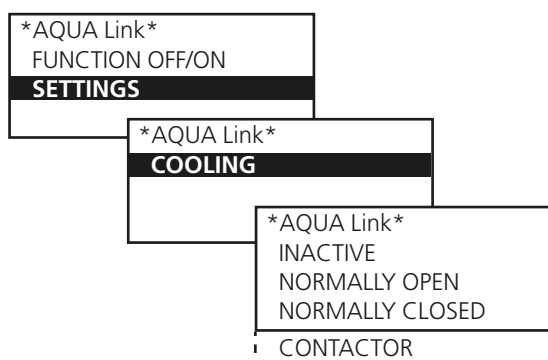 *AQUA Link*
FUNCTION OFF/ON
SETTINGS
*AQUA Link*
COOLING
*AQUA Link*
INACTIVE
NORMALLY OPEN
NORMALLY CLOSED
CONTACTOR